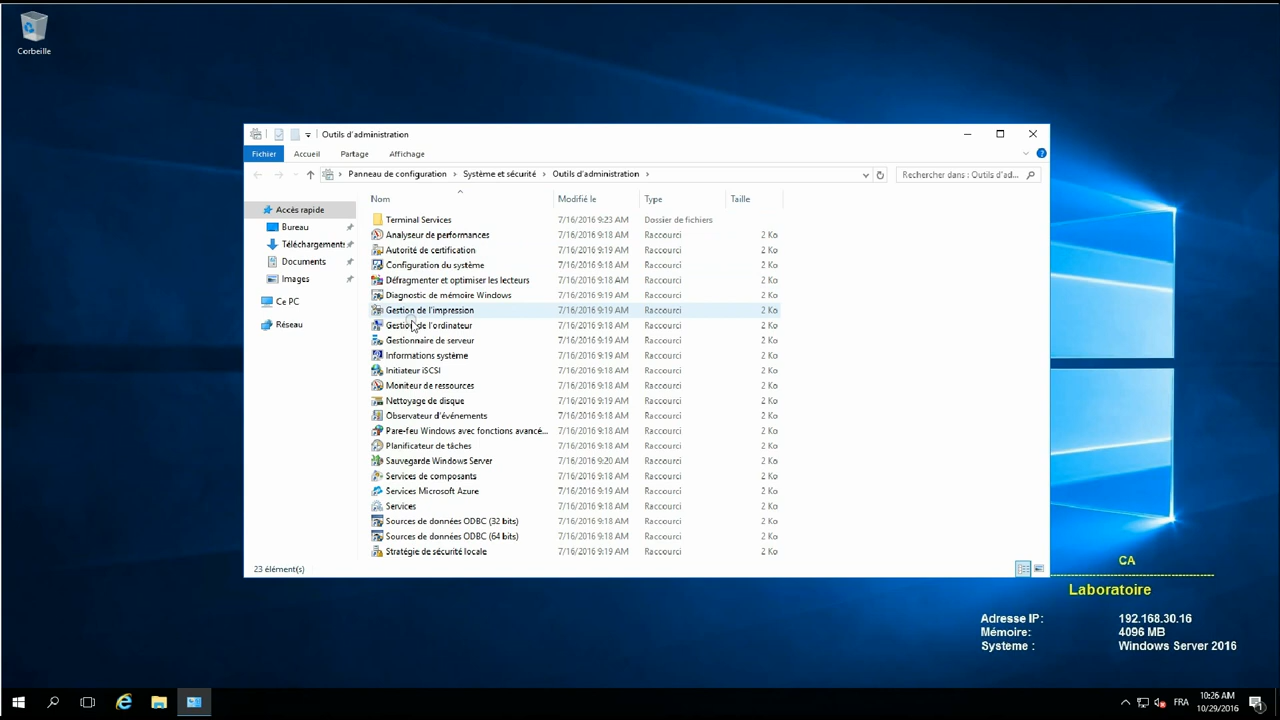 Corbeille
Outils d'administration
Fichier Accueil Partage Affichage
Panneau de configuration > Système et sécurité > Outils d'administration >
Rechercher dans : Outils d'ad...
Nom Modifié le Type Taille
Accès rapide
Bureau
Téléchargements
Documents
Images
Ce PC
Réseau
Terminal Services 7/16/2016 9:23 AM Dossier de fichiers
Analyseur de performances 7/16/2016 9:18 AM Raccourci 2 Ko
Autorité de certification 7/16/2016 9:19 AM Raccourci 2 Ko
Configuration du système 7/16/2016 9:18 AM Raccourci 2 Ko
Défragmenter et optimiser les lecteurs 7/16/2016 9:18 AM Raccourci 2 Ko
Diagnostic de mémoire Windows 7/16/2016 9:19 AM Raccourci 2 Ko
Gestion de l'impression 7/16/2016 9:19 AM Raccourci 2 Ko
Gestion de l'ordinateur 7/16/2016 9:18 AM Raccourci 2 Ko
Gestionnaire de serveur 7/16/2016 9:18 AM Raccourci 2 Ko
Informations système 7/16/2016 9:18 AM Raccourci 2 Ko
Initiateur iSCSI 7/16/2016 9:18 AM Raccourci 2 Ko
Moniteur de ressources 7/16/2016 9:18 AM Raccourci 2 Ko
Nettoyage de disque 7/16/2016 9:19 AM Raccourci 2 Ko
Observateur d'événements 7/16/2016 9:18 AM Raccourci 2 Ko
Pare-feu Windows avec fonctions avancé... 7/16/2016 9:18 AM Raccourci 2 Ko
Planificateur de tâches 7/16/2016 9:18 AM Raccourci 2 Ko
Sauvegarde Windows Server 7/16/2016 9:20 AM Raccourci 2 Ko
Services de composants 7/16/2016 9:18 AM Raccourci 2 Ko
Services Microsoft Azure 7/16/2016 9:19 AM Raccourci 2 Ko
Services 7/16/2016 9:18 AM Raccourci 2 Ko
Sources de données ODBC (32 bits) 7/16/2016 9:18 AM Raccourci 2 Ko
Sources de données ODBC (64 bits) 7/16/2016 9:18 AM Raccourci 2 Ko
Stratégie de sécurité locale 7/16/2016 9:19 AM Raccourci 2 Ko
23 élément(s)
CA
Laboratoire
Adresse IP: 192.168.30.16
Mémoire: 4096 MB
Systeme : Windows Server 2016
FRA
10:26 AM
10/29/2016
1